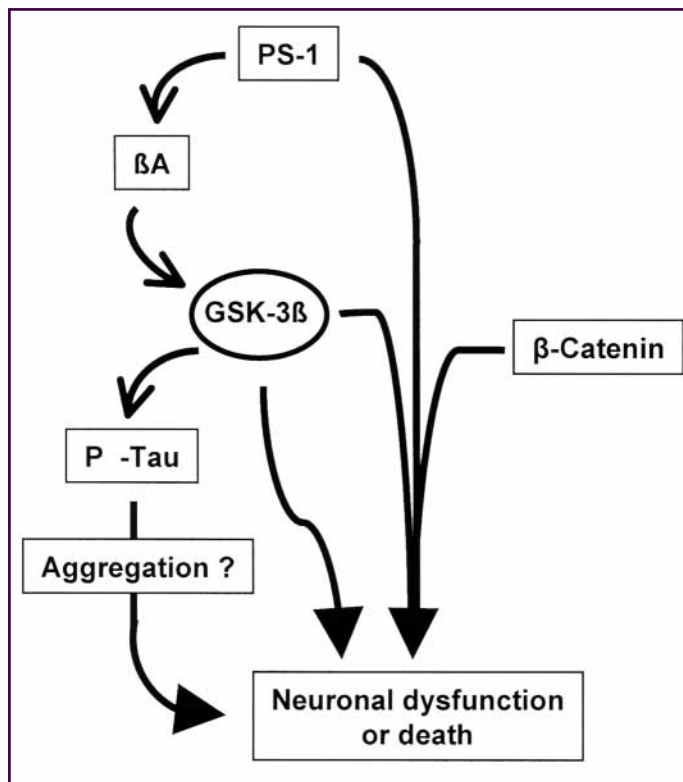 PS-1
ßA
GSK-3ß
β-Catenin
P -Tau
Aggregation ?
Neuronal dysfunction
or death